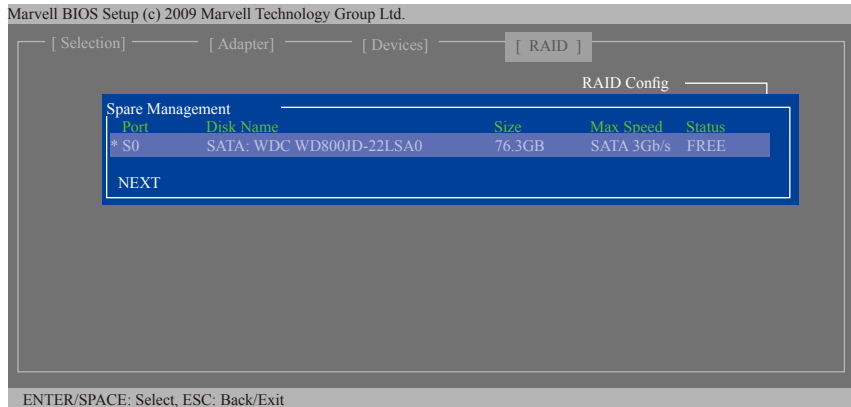 Marvell BIOS Setup (c) 2009 Marvell Technology Group Ltd.
[ Selection] [ Adapter] [ Devices] [ RAID ]
RAID Config
Spare Management
Port Disk Name Size Max Speed Status
* S0 SATA: WDC WD800JD-22LSA0 76.3GB SATA 3Gb/s FREE
NEXT
ENTER/SPACE: Select, ESC: Back/Exit